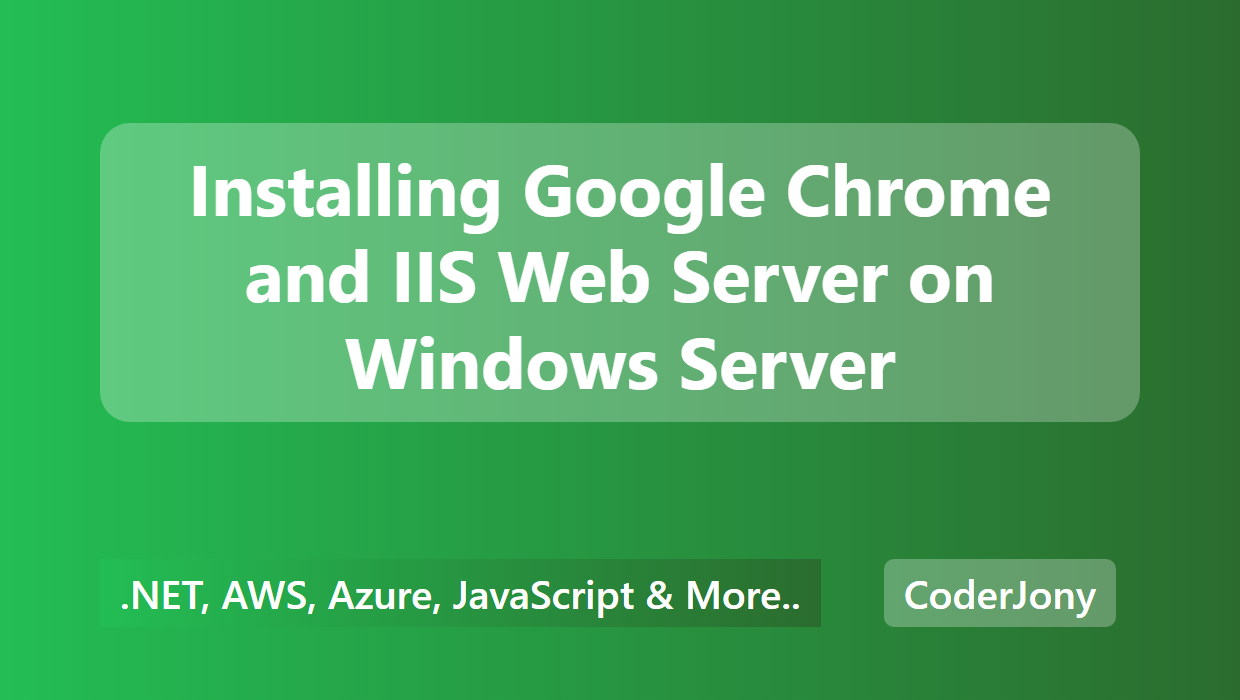 Installing Google Chrome
and IIS Web Server on
Windows Server
.NET, AWS, Azure, JavaScript & More..
CoderJony